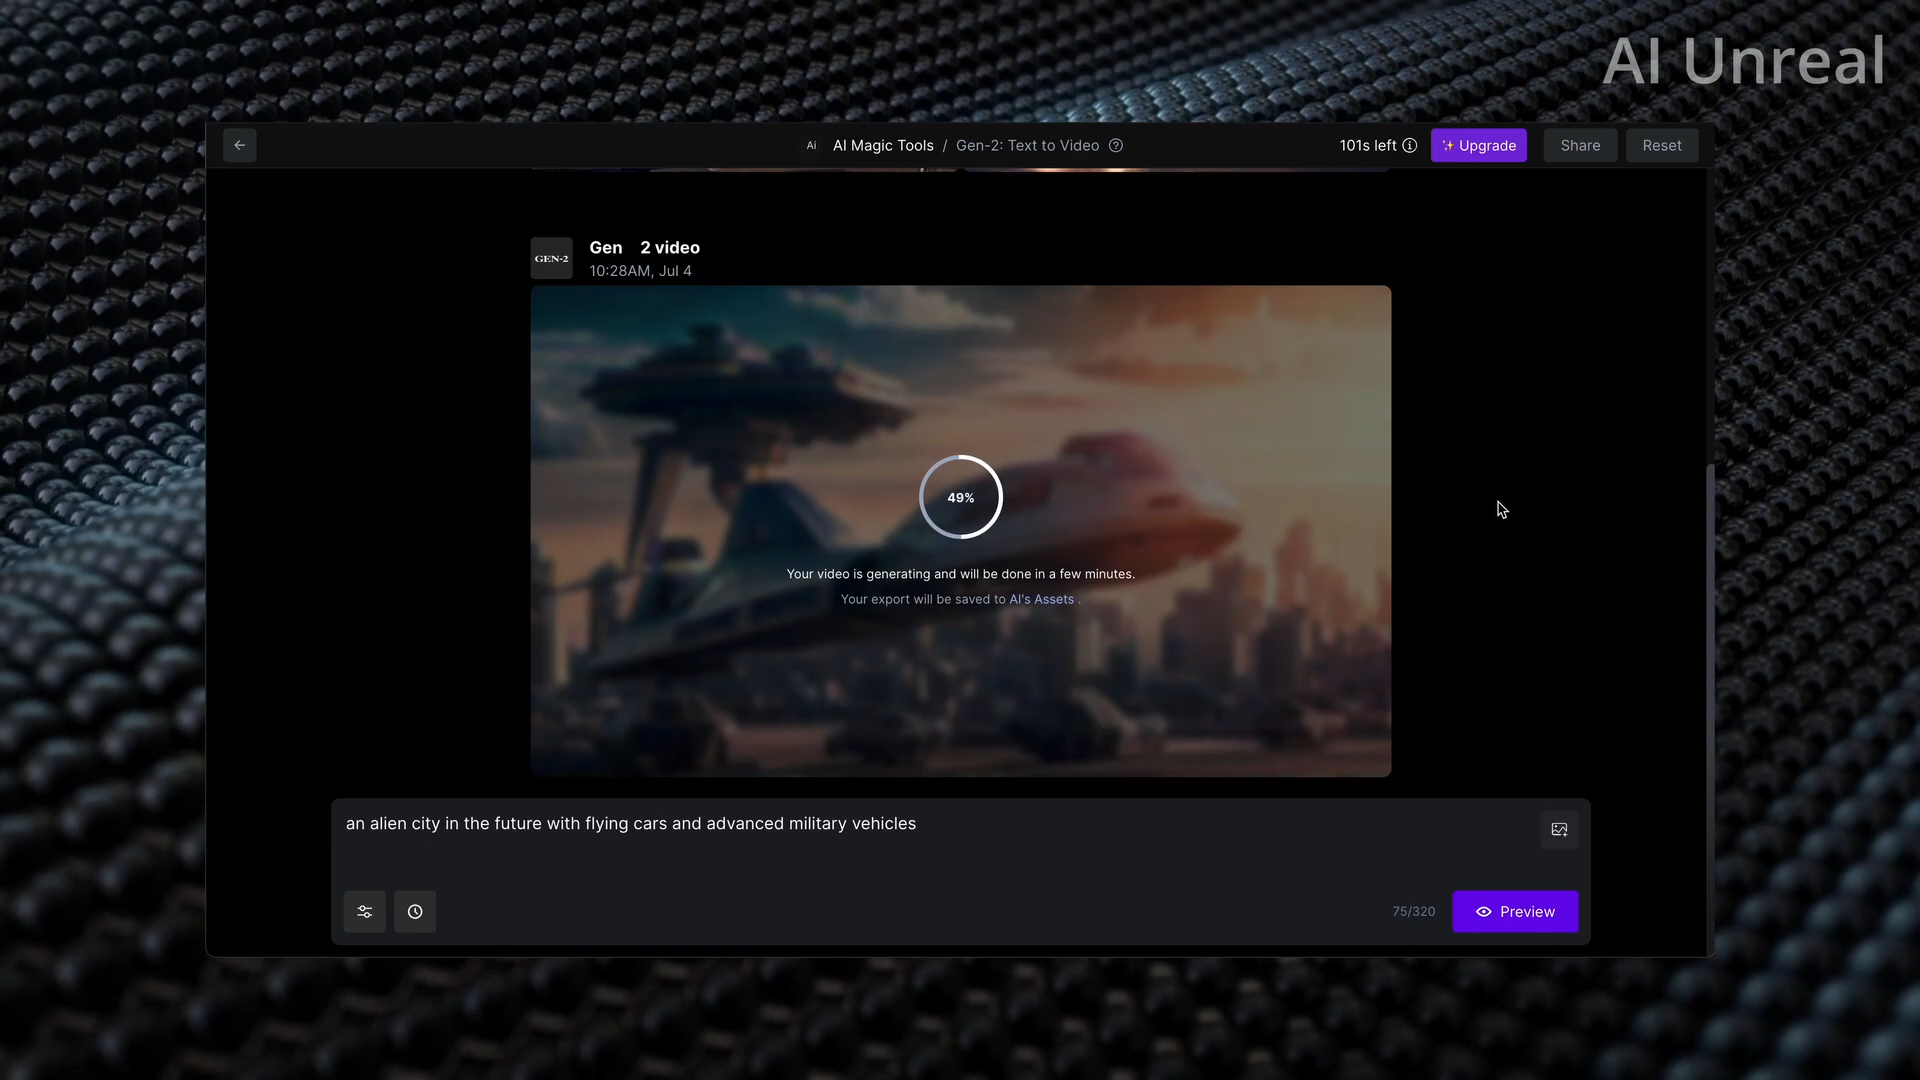 AI Unreal
Ai AI Magic Tools / Gen-2: Text to Video
101s left
Upgrade
Share
Reset
GEN-2
Gen 2 video
10:28AM, Jul 4
49%
Your video is generating and will be done in a few minutes.
Your export will be saved to AI's Assets .
an alien city in the future with flying cars and advanced military vehicles
75/320
Preview